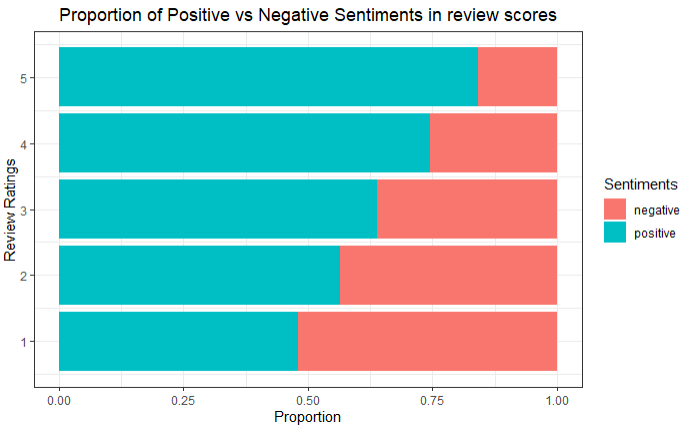 Proportion of Positive vs Negative Sentiments in review scores
Review Ratings
5
4
3
2
1
0.00 0.25 0.50 0.75 1.00
Proportion
Sentiments
negative
positive